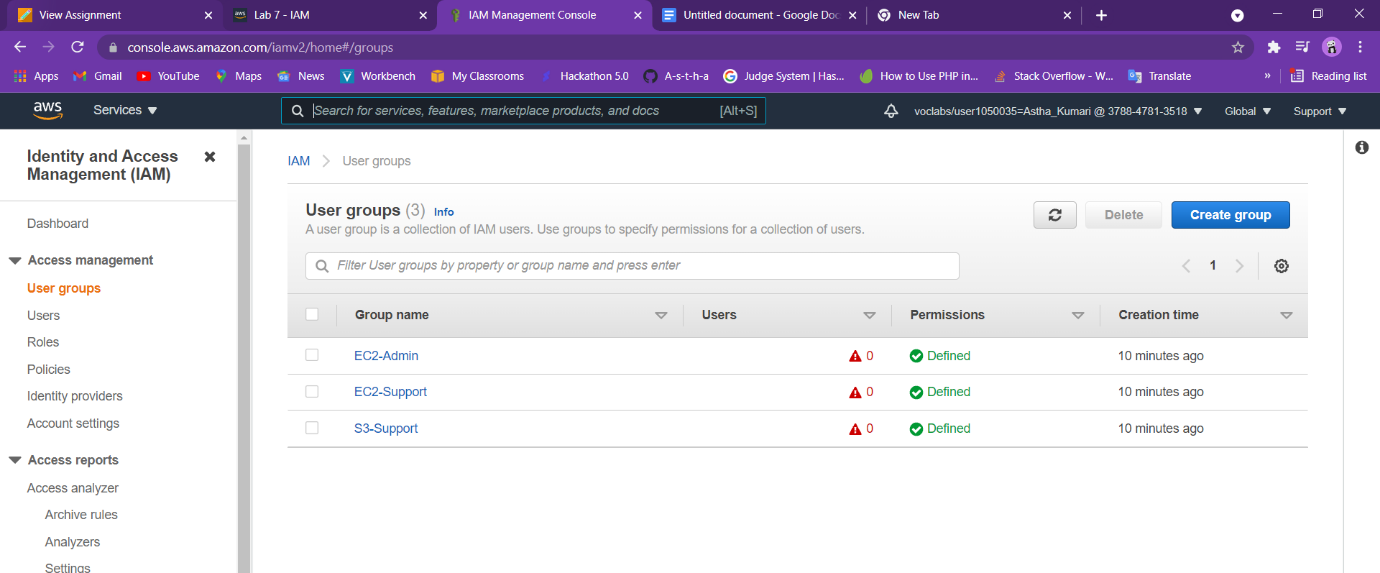 View Assignment
Lab 7 - IAM
IAM Management Console
Untitled document - Google Doc
New Tab
console.aws.amazon.com/iamv2/home#/groups
Apps Gmail YouTube Maps News Workbench My Classrooms Hackathon 5.0 A-s-t-h-a Judge System | Has... How to Use PHP in... Stack Overflow - W... Translate » Reading list
aws Services Search for services, features, marketplace products, and docs [Alt+S] voclabs/user1050035=Astha_Kumari @ 3788-4781-3518 Global Support
Identity and Access
Management (IAM)
Dashboard
Access management
User groups
Users
Roles
Policies
Identity providers
Account settings
Access reports
Access analyzer
Archive rules
Analyzers
Settings
IAM > User groups
User groups (3) Info
A user group is a collection of IAM users. Use groups to specify permissions for a collection of users.
Delete
Create group
Filter User groups by property or group name and press enter
1
Group name Users Permissions Creation time
EC2-Admin 0 Defined 10 minutes ago
EC2-Support 0 Defined 10 minutes ago
S3-Support 0 Defined 10 minutes ago